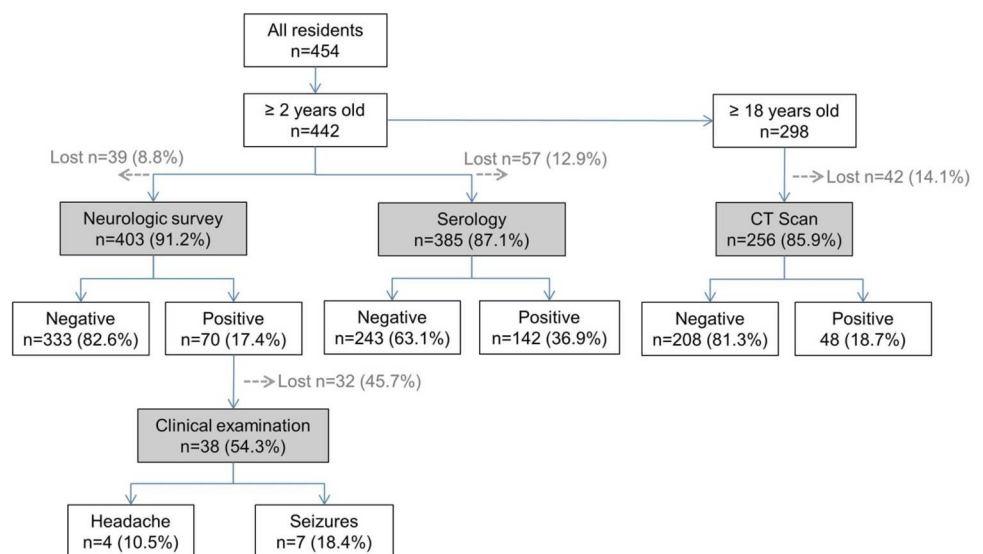 All residents
n=454
≥ 2 years old
n=442
≥ 18 years old
n=298
Lost n=39 (8.8%)
Lost n=57 (12.9%)
Lost n=42 (14.1%)
Neurologic survey
n=403 (91.2%)
Serology
n=385 (87.1%)
CT Scan
n=256 (85.9%)
Negative
n=333 (82.6%)
Positive
n=70 (17.4%)
Negative
n=243 (63.1%)
Positive
n=142 (36.9%)
Negative
n=208 (81.3%)
Positive
48 (18.7%)
Lost n=32 (45.7%)
Clinical examination
n=38 (54.3%)
Headache
n=4 (10.5%)
Seizures
n=7 (18.4%)